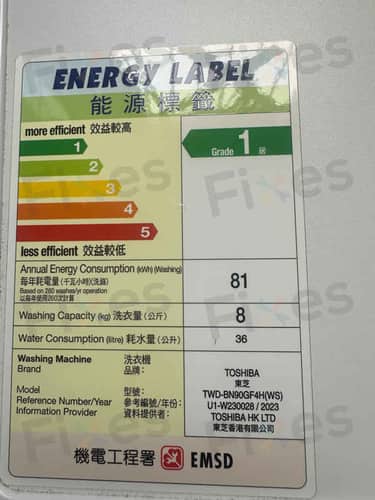 ENERGY LABEL
能源標籤
more efficient 效益較高
1
2
3
4
5
less efficient 效益較低
Grade 1 級
Annual Energy Consumption (kWh) (Washing)
每年耗電量 (千瓦小時)(洗滌)
Based on 260 washes/yr operation
以每年使用260次計算
81
Washing Capacity (kg) 洗衣量 (公斤)
8
Water Consumption (litre) 耗水量 (公升)
36
Washing Machine 洗衣機
Brand 品牌：
TOSHIBA
東芝
Model 型號：
TWD-BN90GF4H(WS)
Reference Number/Year 參考編號/年份：
U1-W230028 / 2023
Information Provider 資料提供者：
TOSHIBA HK LTD
東芝香港有限公司
機電工程署 EMSD
Fixes